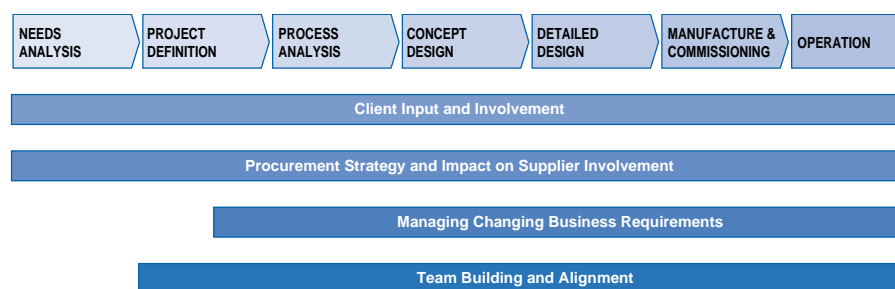 NEEDS
ANALYSIS
PROJECT
DEFINITION
PROCESS
ANALYSIS
CONCEPT
DESIGN
DETAILED
DESIGN
MANUFACTURE &
COMMISSIONING
OPERATION
Client Input and Involvement
Procurement Strategy and Impact on Supplier Involvement
Managing Changing Business Requirements
Team Building and Alignment